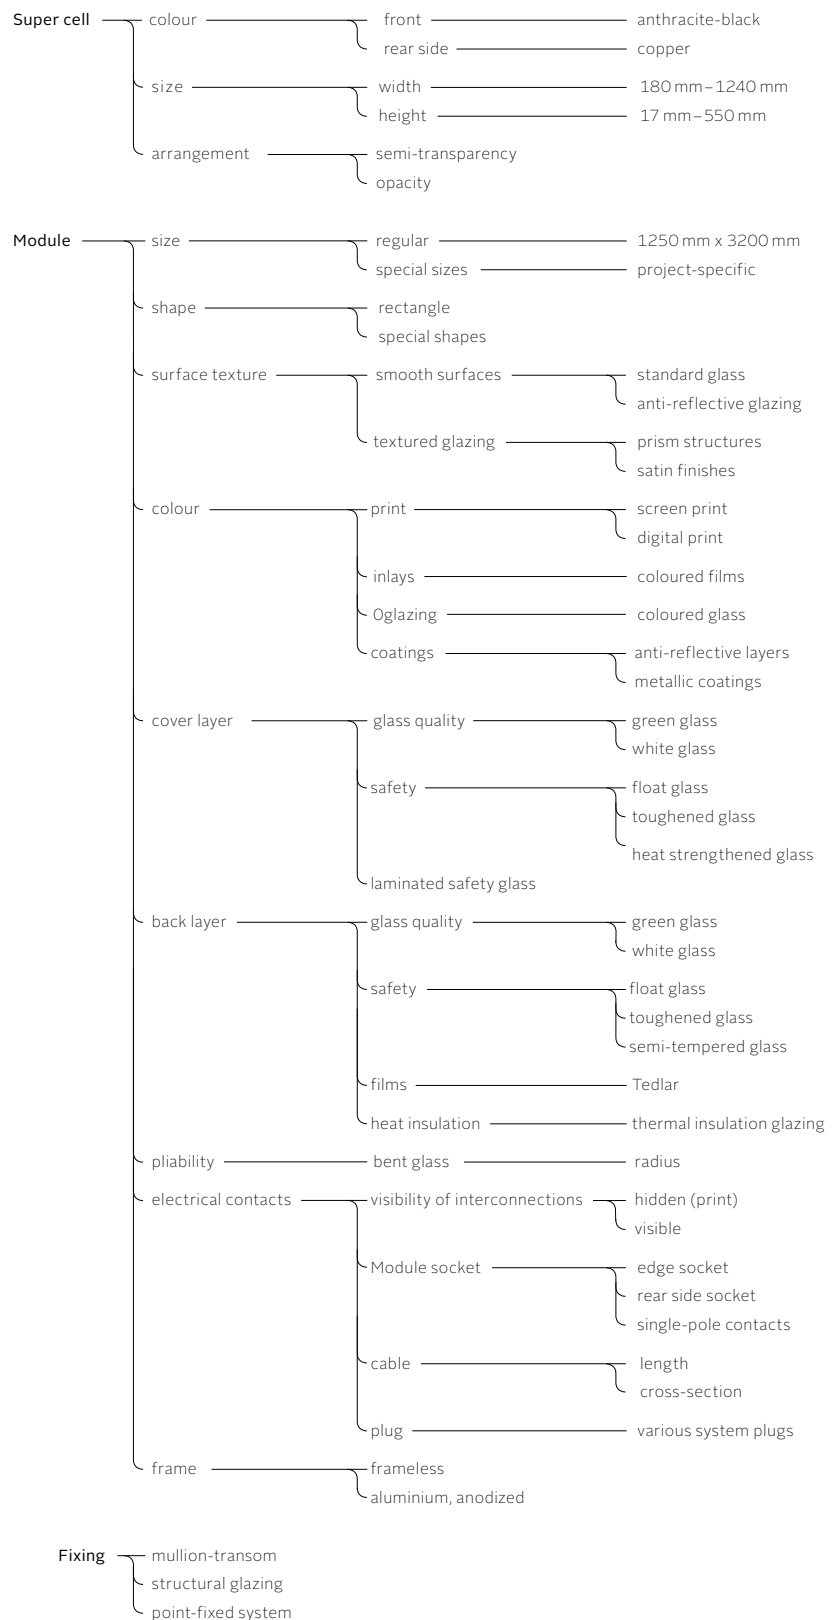 Super cell colour front anthracite-black
rear side copper
size width 180 mm – 1240 mm
height 17 mm – 550 mm
arrangement semi-transparency
opacity
Module size regular 1250 mm x 3200 mm
special sizes project-specific
shape rectangle
special shapes
surface texture smooth surfaces standard glass
anti-reflective glazing
textured glazing prism structures
satin finishes
colour print screen print
digital print
inlays coloured films
0glazing coloured glass
coatings anti-reflective layers
metallic coatings
cover layer glass quality green glass
white glass
safety float glass
toughened glass
heat strengthened glass
laminated safety glass
back layer glass quality green glass
white glass
safety float glass
toughened glass
semi-tempered glass
films Tedlar
heat insulation thermal insulation glazing
pliability bent glass radius
electrical contacts visibility of interconnections hidden (print)
visible
Module socket edge socket
rear side socket
single-pole contacts
cable length
cross-section
plug various system plugs
frame frameless
aluminium, anodized
Fixing mullion-transom
structural glazing
point-fixed system